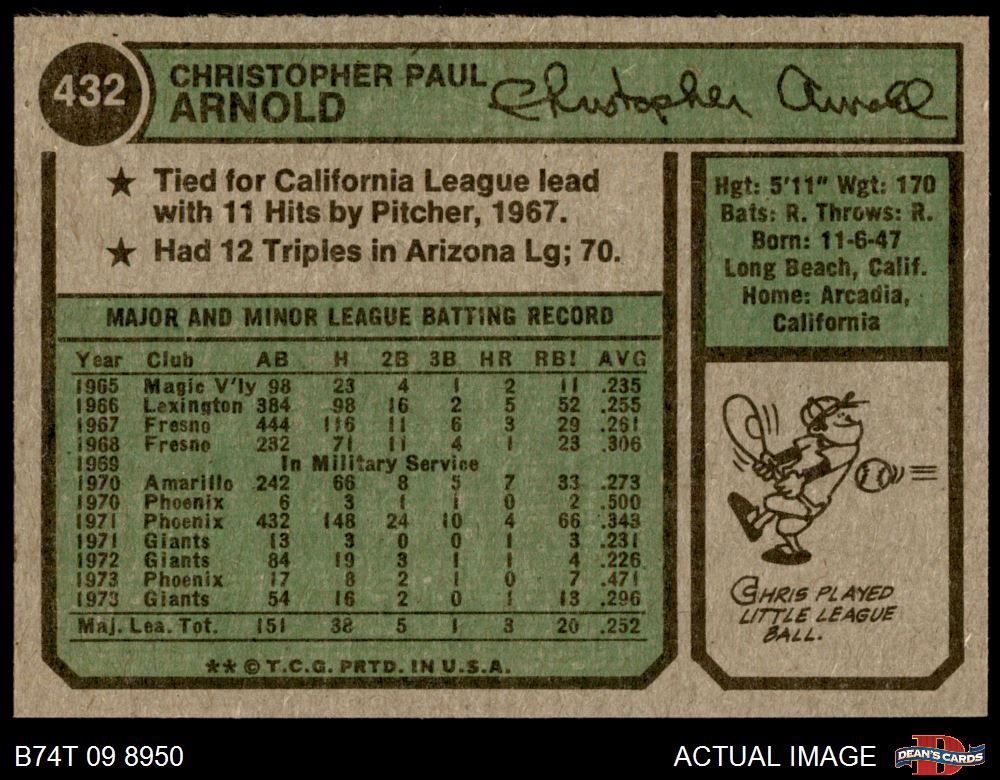 432
CHRISTOPHER PAUL
ARNOLD
Christopher Arnold
★ Tied for California League lead
with 11 Hits by Pitcher, 1967.
★ Had 12 Triples in Arizona Lg; 70.
MAJOR AND MINOR LEAGUE BATTING RECORD
Year Club AB H 2B 3B HR RBI AVG
1965 Magic V'ly 98 23 4 1 2 11 .235
1966 Lexington 384 98 16 2 5 52 .255
1967 Fresno 444 116 11 6 3 29 .261
1968 Fresno 232 71 11 4 1 23 .306
1969 In Military Service
1970 Amarillo 242 66 8 5 7 33 .273
1970 Phoenix 6 3 1 1 0 2 .500
1971 Phoenix 432 148 24 10 4 66 .343
1971 Giants 13 3 0 0 1 3 .231
1972 Giants 84 19 3 1 1 4 .226
1973 Phoenix 17 8 2 1 0 7 .471
1973 Giants 54 16 2 0 1 13 .296
Maj. Lea. Tot. 151 38 5 1 3 20 .252
** © T.C.G. PRTD. IN U.S.A.
Hgt: 5'11" Wgt: 170
Bats: R. Throws: R.
Born: 11-6-47
Long Beach, Calif.
Home: Arcadia,
California
CHRIS PLAYED
LITTLE LEAGUE
BALL.
B74T 09 8950
ACTUAL IMAGE
D
DEAN'S CARDS